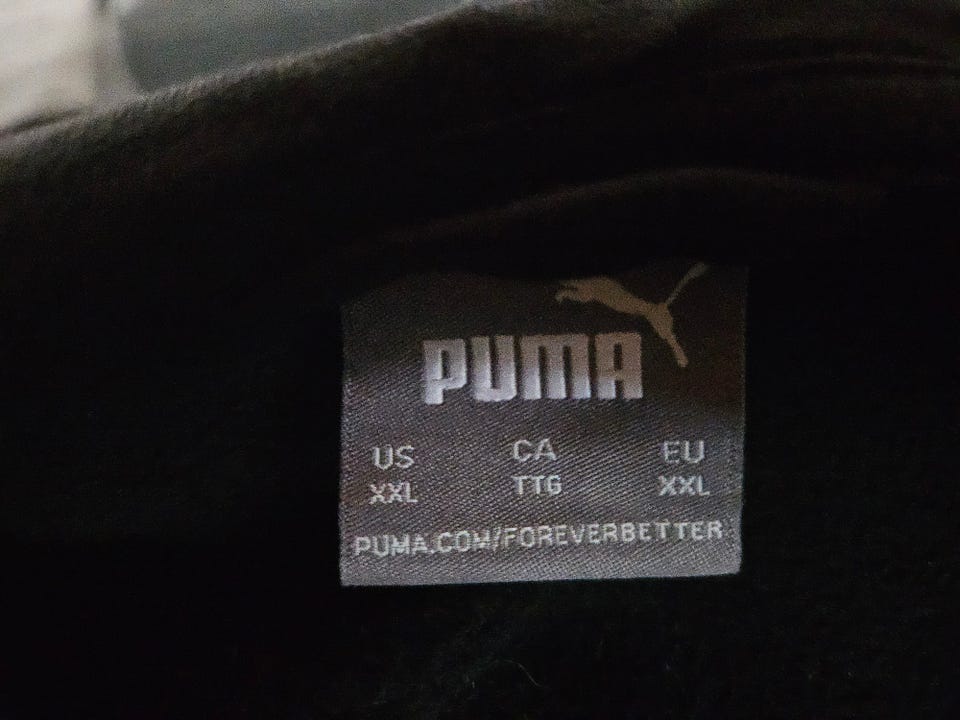 PUMA
US CA EU
XXL TTG XXL
PUMA.COM/FOREVERBETTER